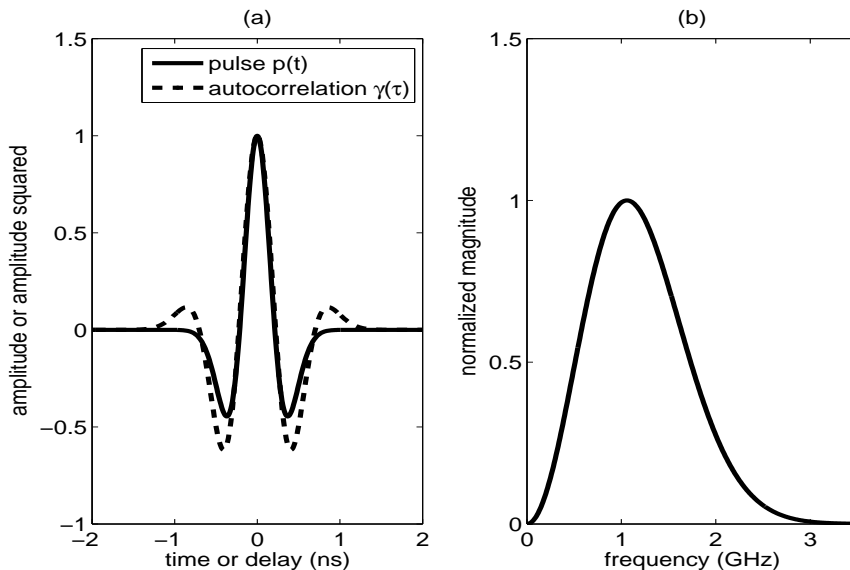 (a)
pulse p(t)
autocorrelation γ(τ)
amplitude or amplitude squared
1.5
1
0.5
0
−0.5
−1
−2
−1
0
1
2
time or delay (ns)
(b)
normalized magnitude
1.5
1
0.5
0
0
1
2
3
frequency (GHz)